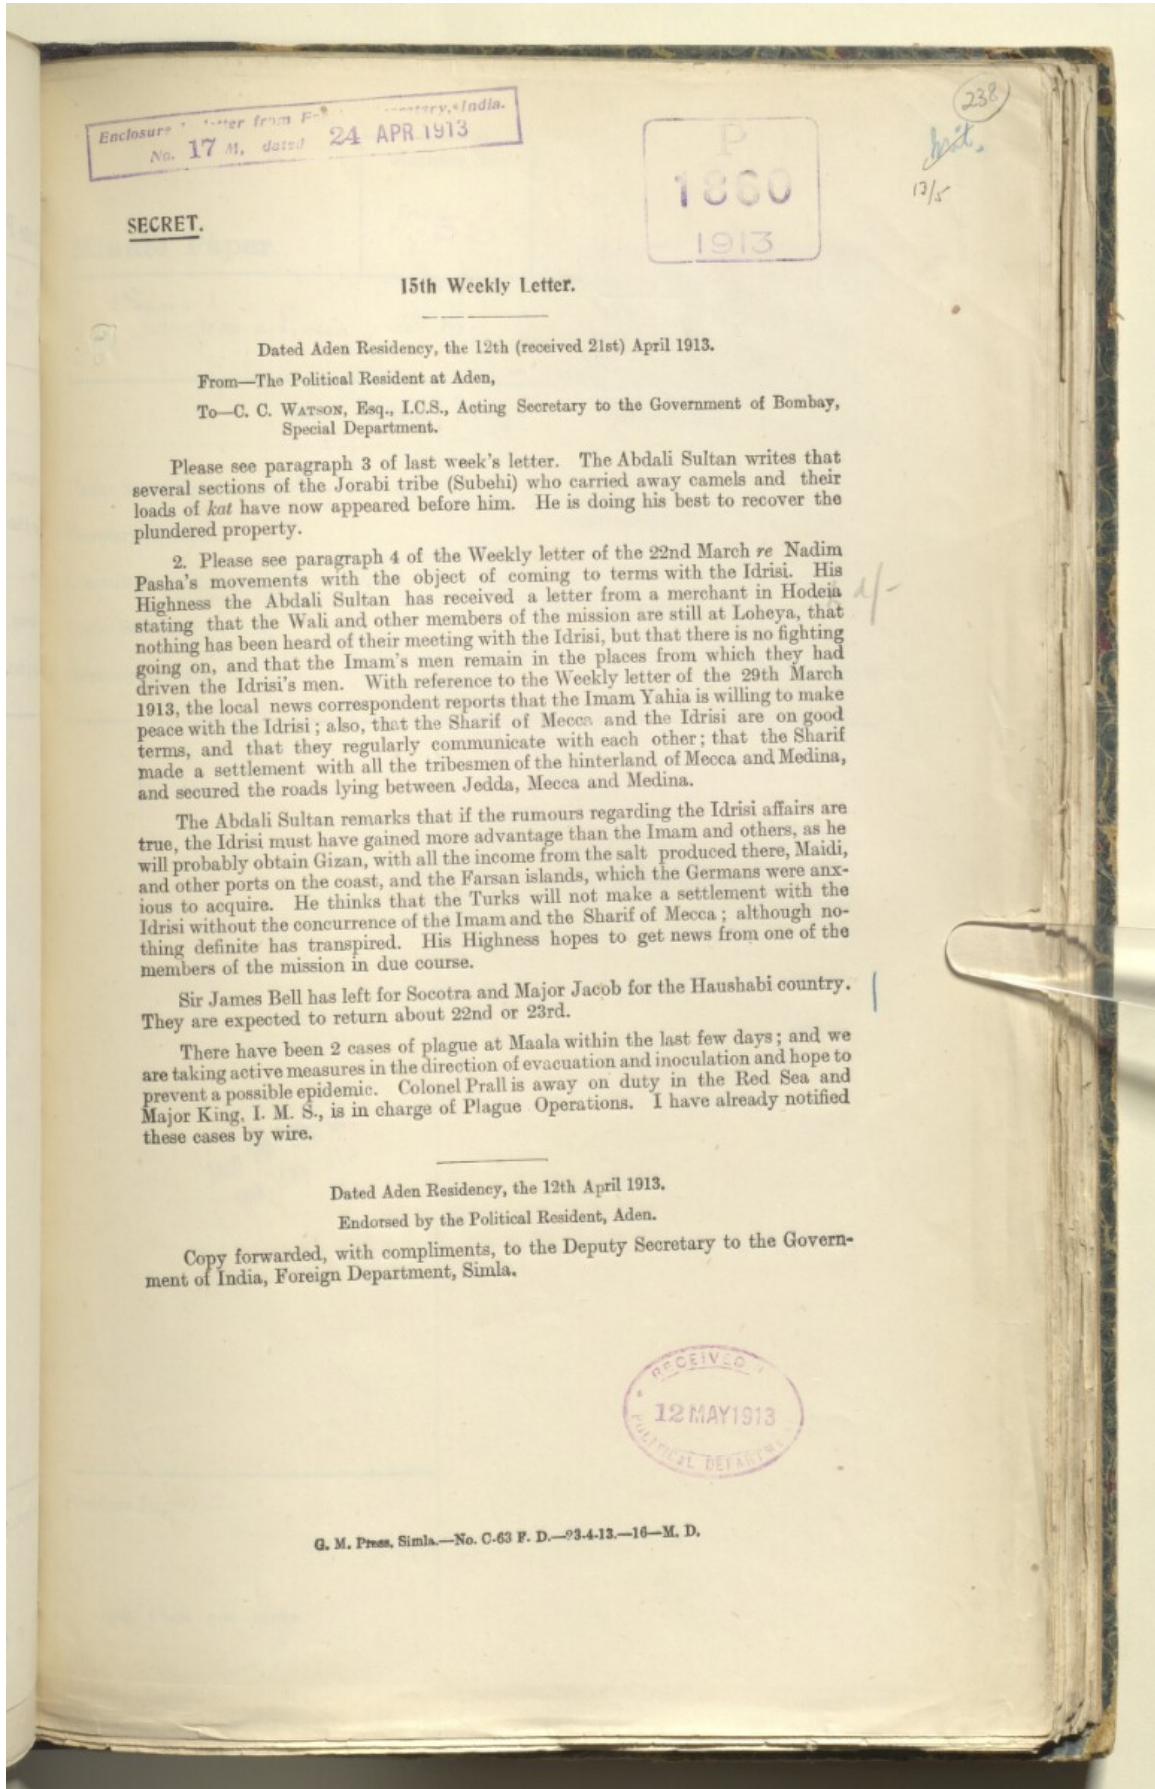 238
Enclosure letter from India.
No. 17 M, dated 24 APR 1913
P
1860
1913
13/5
SECRET.
15th Weekly Letter.
Dated Aden Residency, the 12th (received 21st) April 1913.
From—The Political Resident at Aden,
To—C. C. WATSON, Esq., I.C.S., Acting Secretary to the Government of Bombay,
Special Department.
Please see paragraph 3 of last week's letter. The Abdali Sultan writes that
several sections of the Jorabi tribe (Subehi) who carried away camels and their
loads of kat have now appeared before him. He is doing his best to recover the
plundered property.
2. Please see paragraph 4 of the Weekly letter of the 22nd March re Nadim
Pasha's movements with the object of coming to terms with the Idrisi. His
Highness the Abdali Sultan has received a letter from a merchant in Hodeia
stating that the Wali and other members of the mission are still at Loheya, that
nothing has been heard of their meeting with the Idrisi, but that there is no fighting
going on, and that the Imam's men remain in the places from which they had
driven the Idrisi's men. With reference to the Weekly letter of the 29th March
1913, the local news correspondent reports that the Imam Yahia is willing to make
peace with the Idrisi; also, that the Sharif of Mecca and the Idrisi are on good
terms, and that they regularly communicate with each other; that the Sharif
made a settlement with all the tribesmen of the hinterland of Mecca and Medina,
and secured the roads lying between Jedda, Mecca and Medina.
The Abdali Sultan remarks that if the rumours regarding the Idrisi affairs are
true, the Idrisi must have gained more advantage than the Imam and others, as he
will probably obtain Gizan, with all the income from the salt produced there, Maidi,
and other ports on the coast, and the Farsan islands, which the Germans were anx-
ious to acquire. He thinks that the Turks will not make a settlement with the
Idrisi without the concurrence of the Imam and the Sharif of Mecca; although no-
thing definite has transpired. His Highness hopes to get news from one of the
members of the mission in due course.
Sir James Bell has left for Socotra and Major Jacob for the Haushabi country.
They are expected to return about 22nd or 23rd.
There have been 2 cases of plague at Maala within the last few days; and we
are taking active measures in the direction of evacuation and inoculation and hope to
prevent a possible epidemic. Colonel Prall is away on duty in the Red Sea and
Major King, I. M. S., is in charge of Plague Operations. I have already notified
these cases by wire.
Dated Aden Residency, the 12th April 1913.
Endorsed by the Political Resident, Aden.
Copy forwarded, with compliments, to the Deputy Secretary to the Govern-
ment of India, Foreign Department, Simla.
RECEIVED
12 MAY 1913
POLITICAL DEPARTMENT
G. M. Press, Simla.—No. C-63 F. D.—23-4-13.—16—M. D.